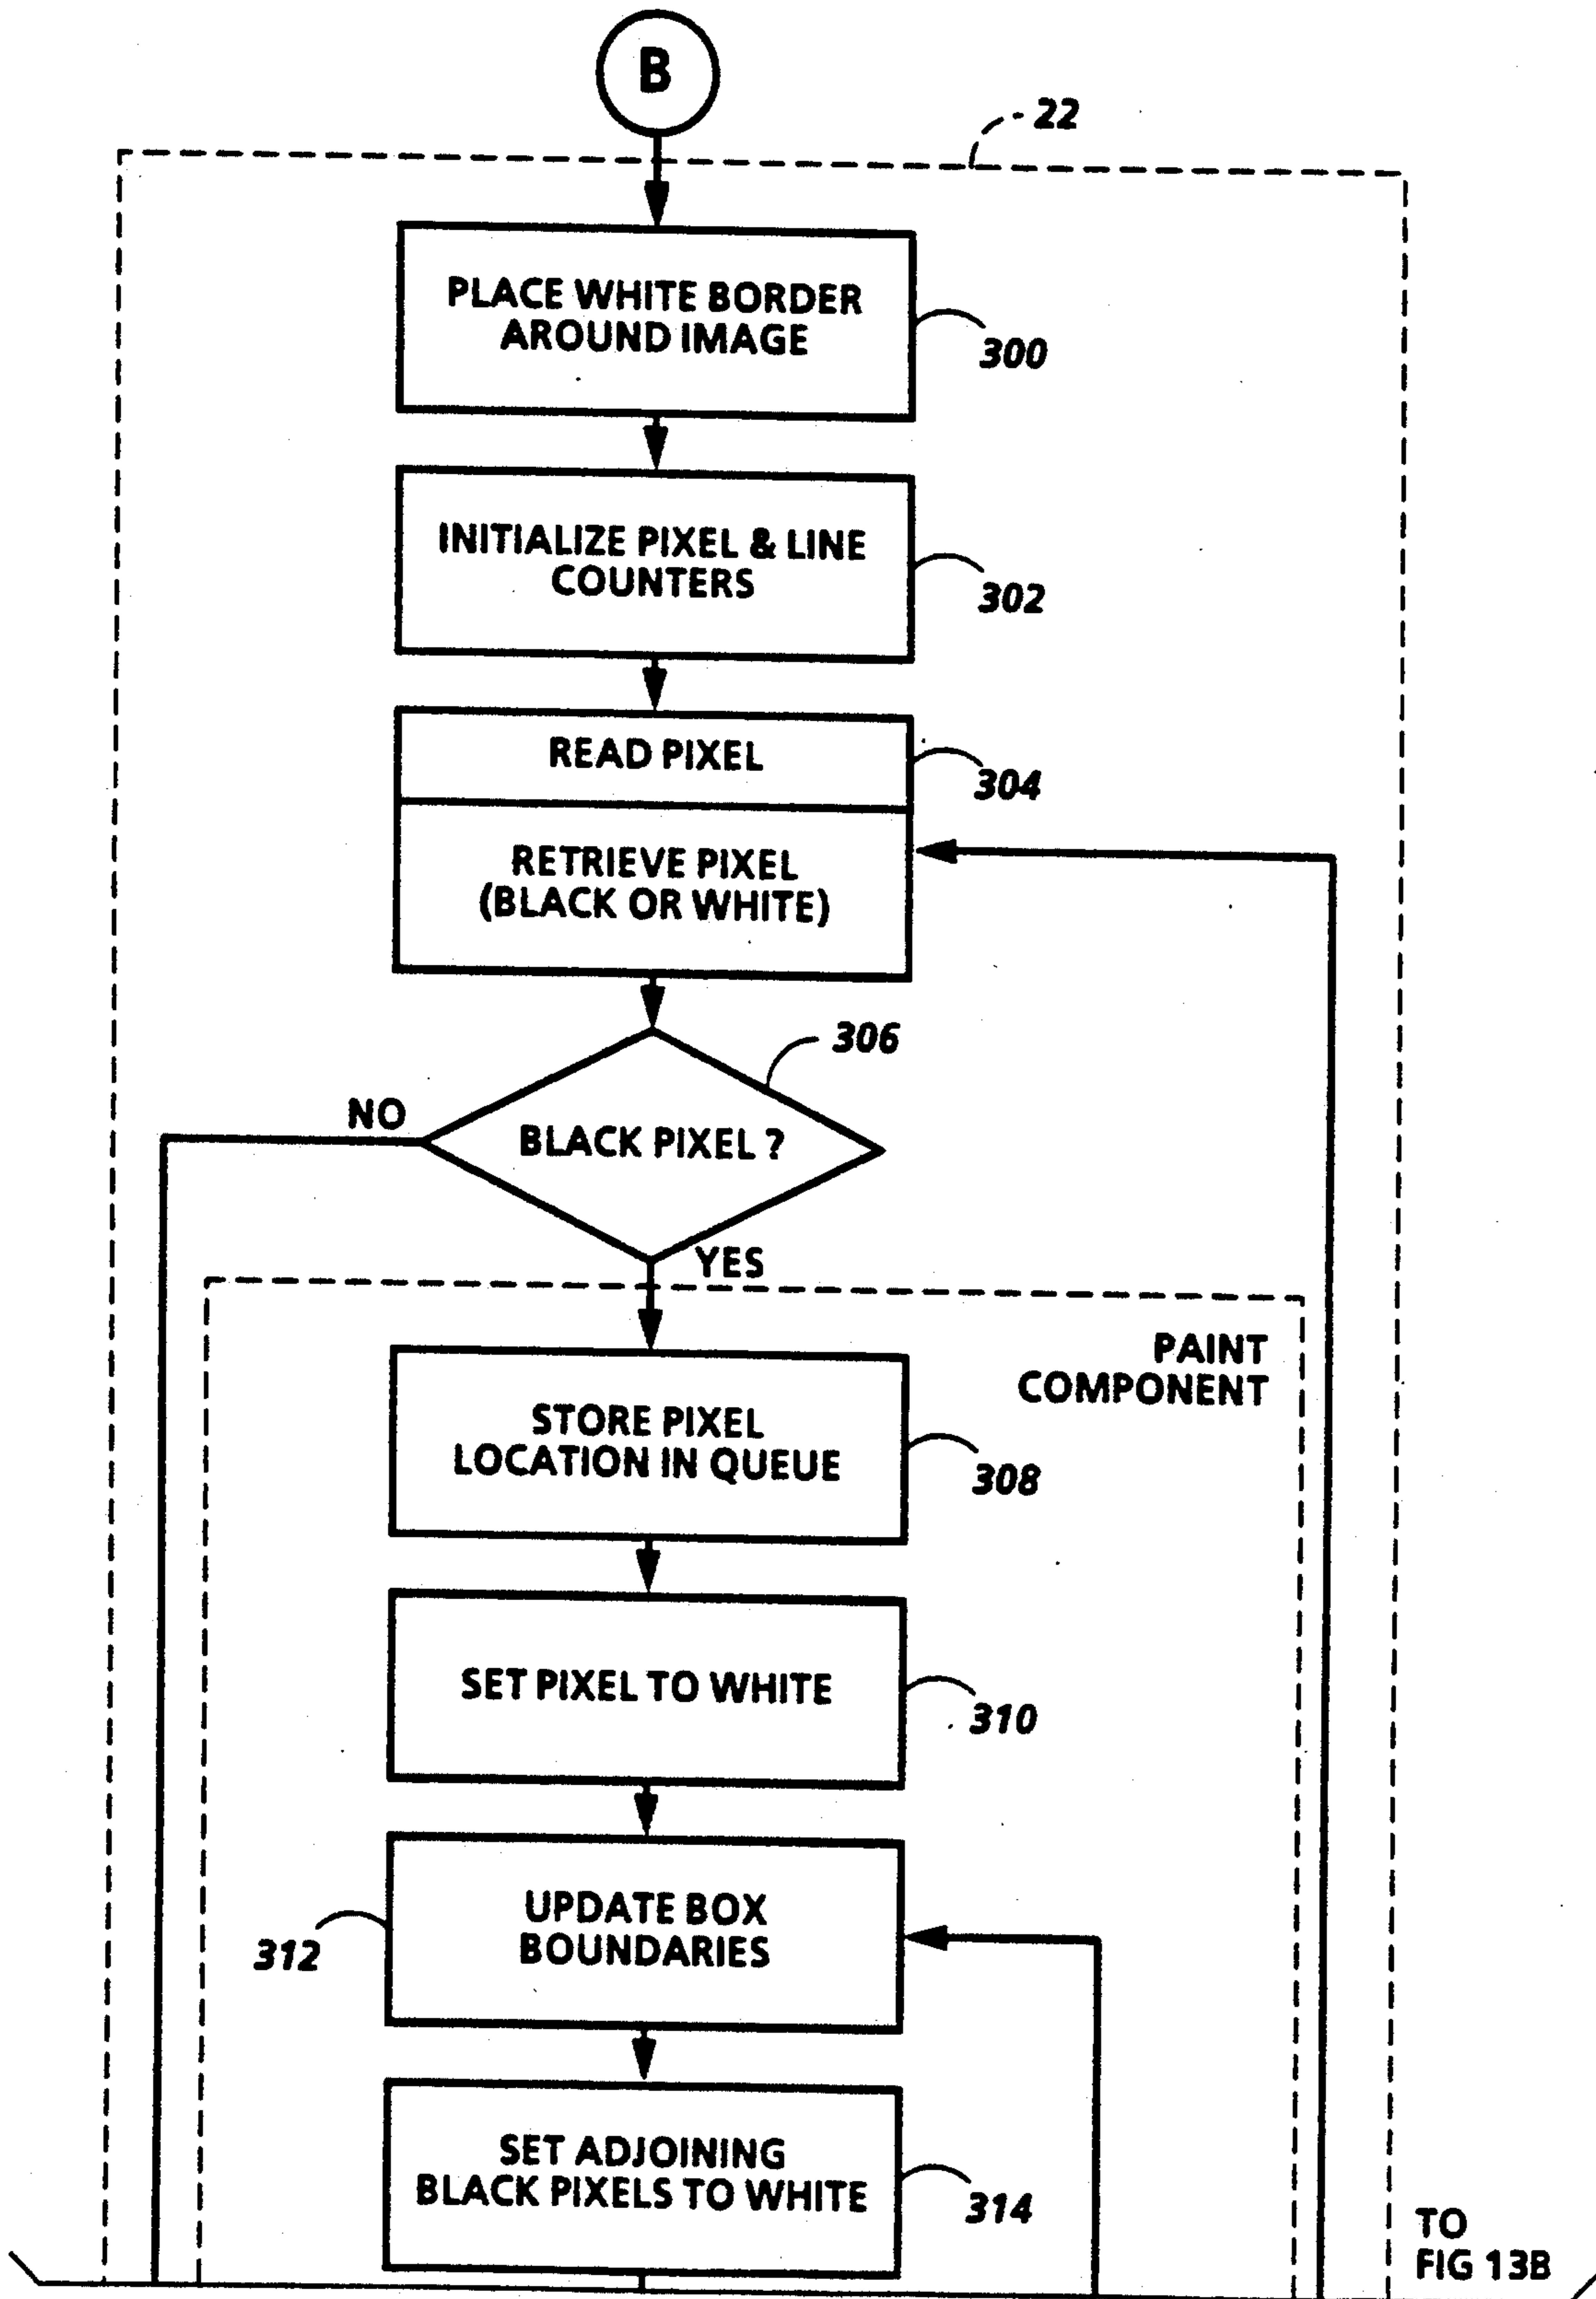 B
22
PLACE WHITE BORDER
AROUND IMAGE
300
INITIALIZE PIXEL & LINE
COUNTERS
302
READ PIXEL
304
RETRIEVE PIXEL
(BLACK OR WHITE)
306
NO
BLACK PIXEL ?
YES
PAINT
COMPONENT
STORE PIXEL
LOCATION IN QUEUE
308
SET PIXEL TO WHITE
310
UPDATE BOX
BOUNDARIES
312
SET ADJOINING
BLACK PIXELS TO WHITE
314
TO
FIG 13B